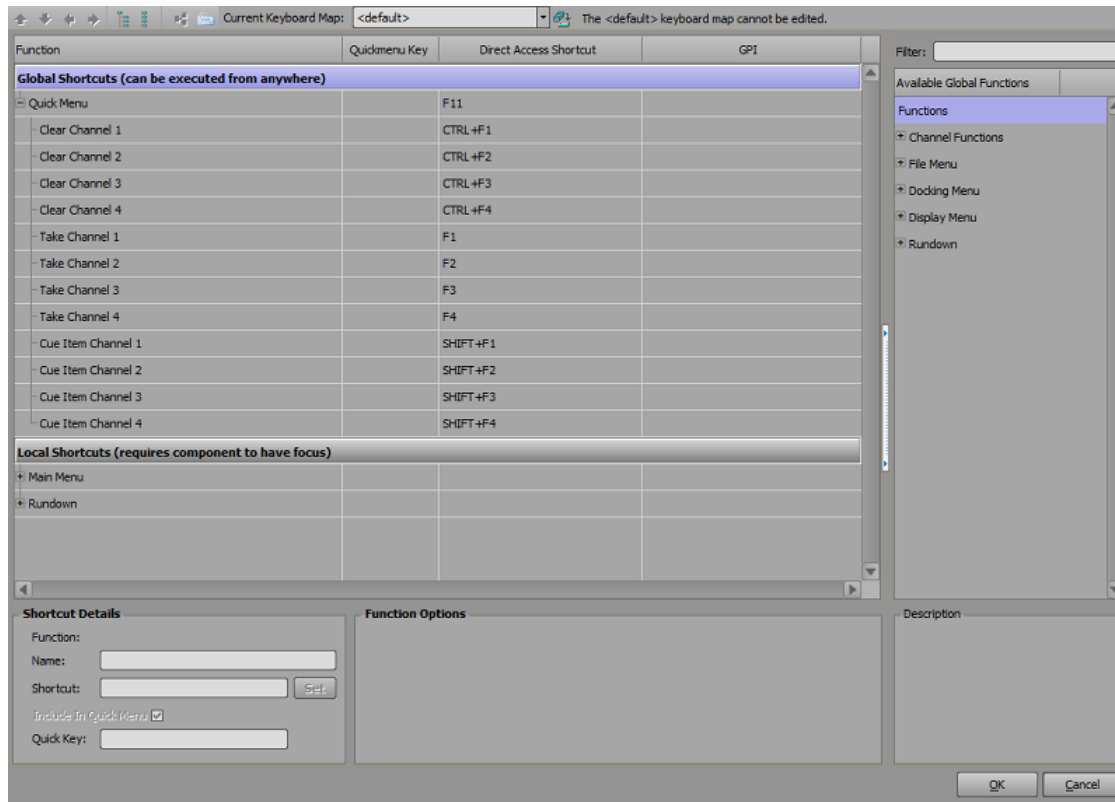 Current Keyboard Map: <default> The <default> keyboard map cannot be edited.
Function Quickmenu Key Direct Access Shortcut GPI
Global Shortcuts (can be executed from anywhere)
Quick Menu F11
Clear Channel 1 CTRL+F1
Clear Channel 2 CTRL+F2
Clear Channel 3 CTRL+F3
Clear Channel 4 CTRL+F4
Take Channel 1 F1
Take Channel 2 F2
Take Channel 3 F3
Take Channel 4 F4
Cue Item Channel 1 SHIFT+F1
Cue Item Channel 2 SHIFT+F2
Cue Item Channel 3 SHIFT+F3
Cue Item Channel 4 SHIFT+F4
Local Shortcuts (requires component to have focus)
Main Menu
Rundown
Filter:
Available Global Functions
Functions
Channel Functions
File Menu
Docking Menu
Display Menu
Rundown
Shortcut Details
Function:
Name:
Shortcut: Set
Include In Quick Menu
Quick Key:
Function Options
Description
OK Cancel